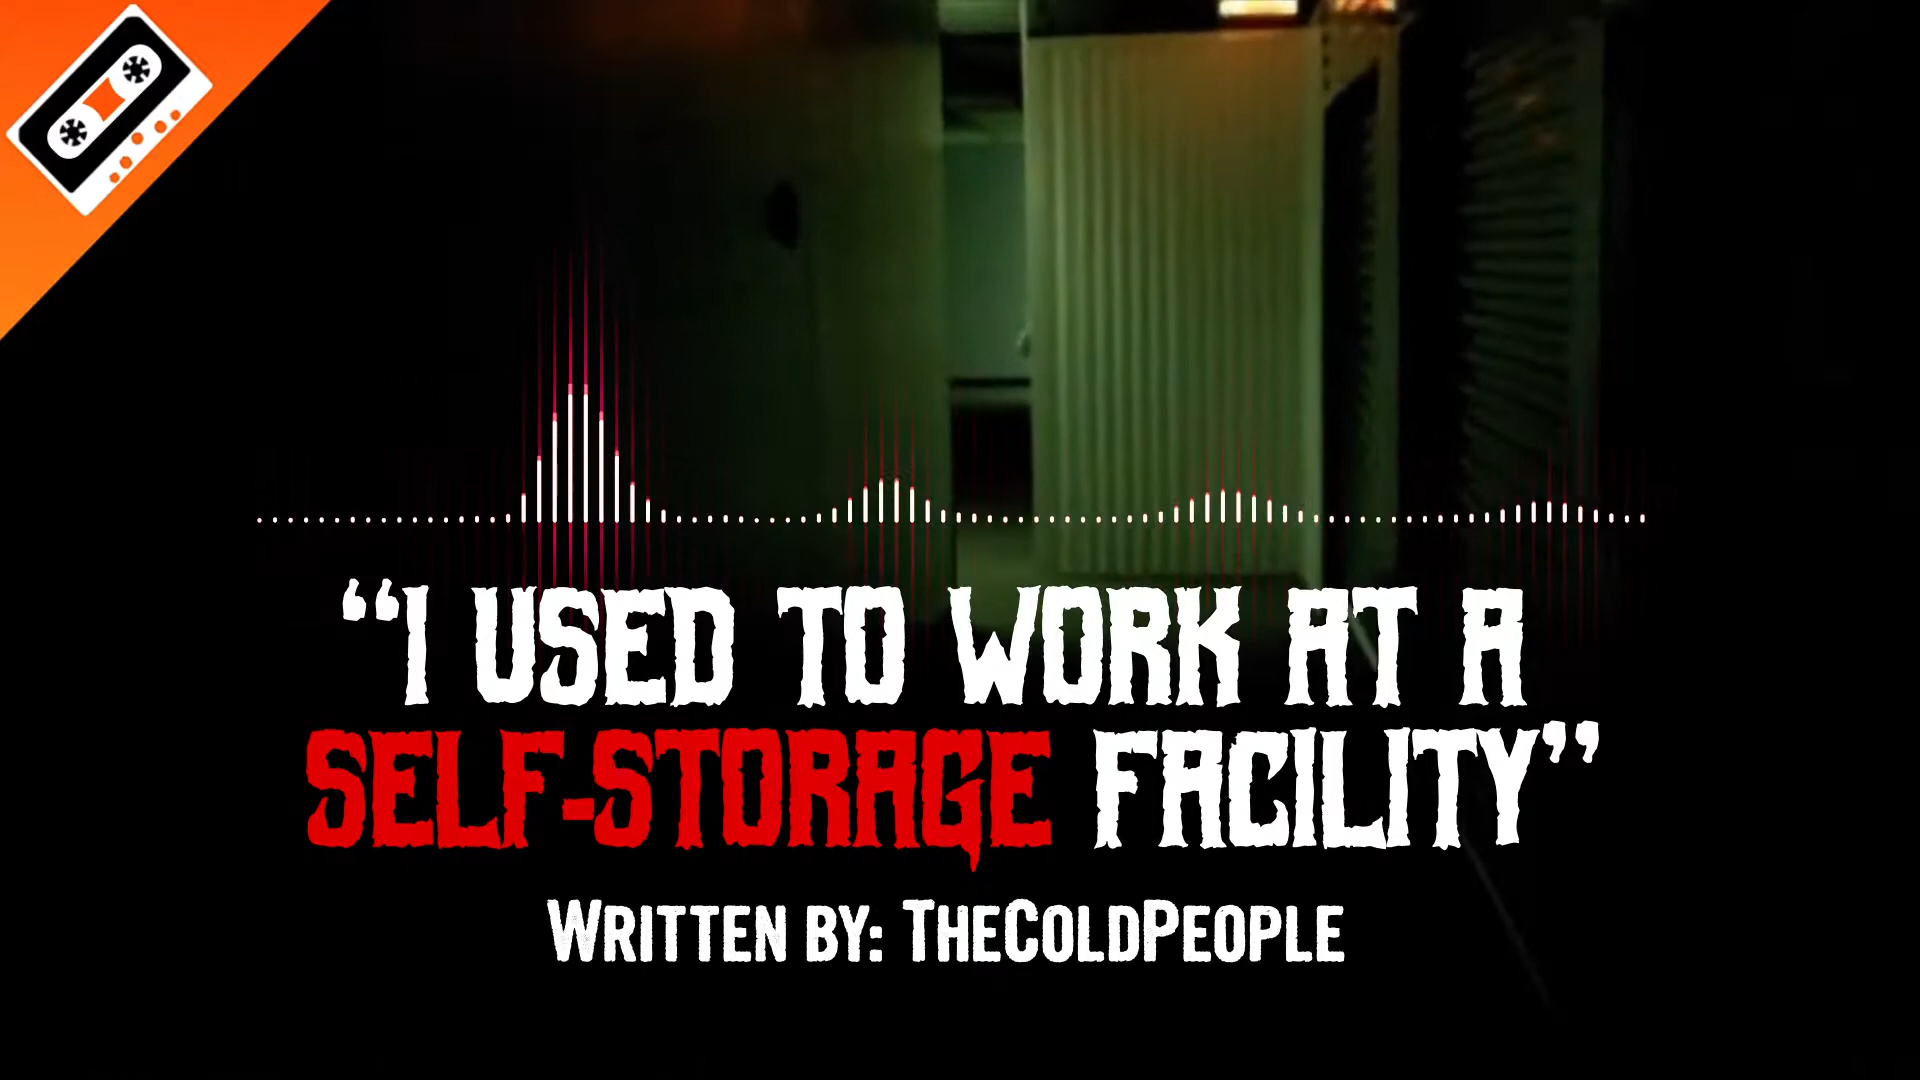 “I USED TO WORK AT A
SELF-STORAGE FACILITY”
WRITTEN BY: THECOLDPEOPLE